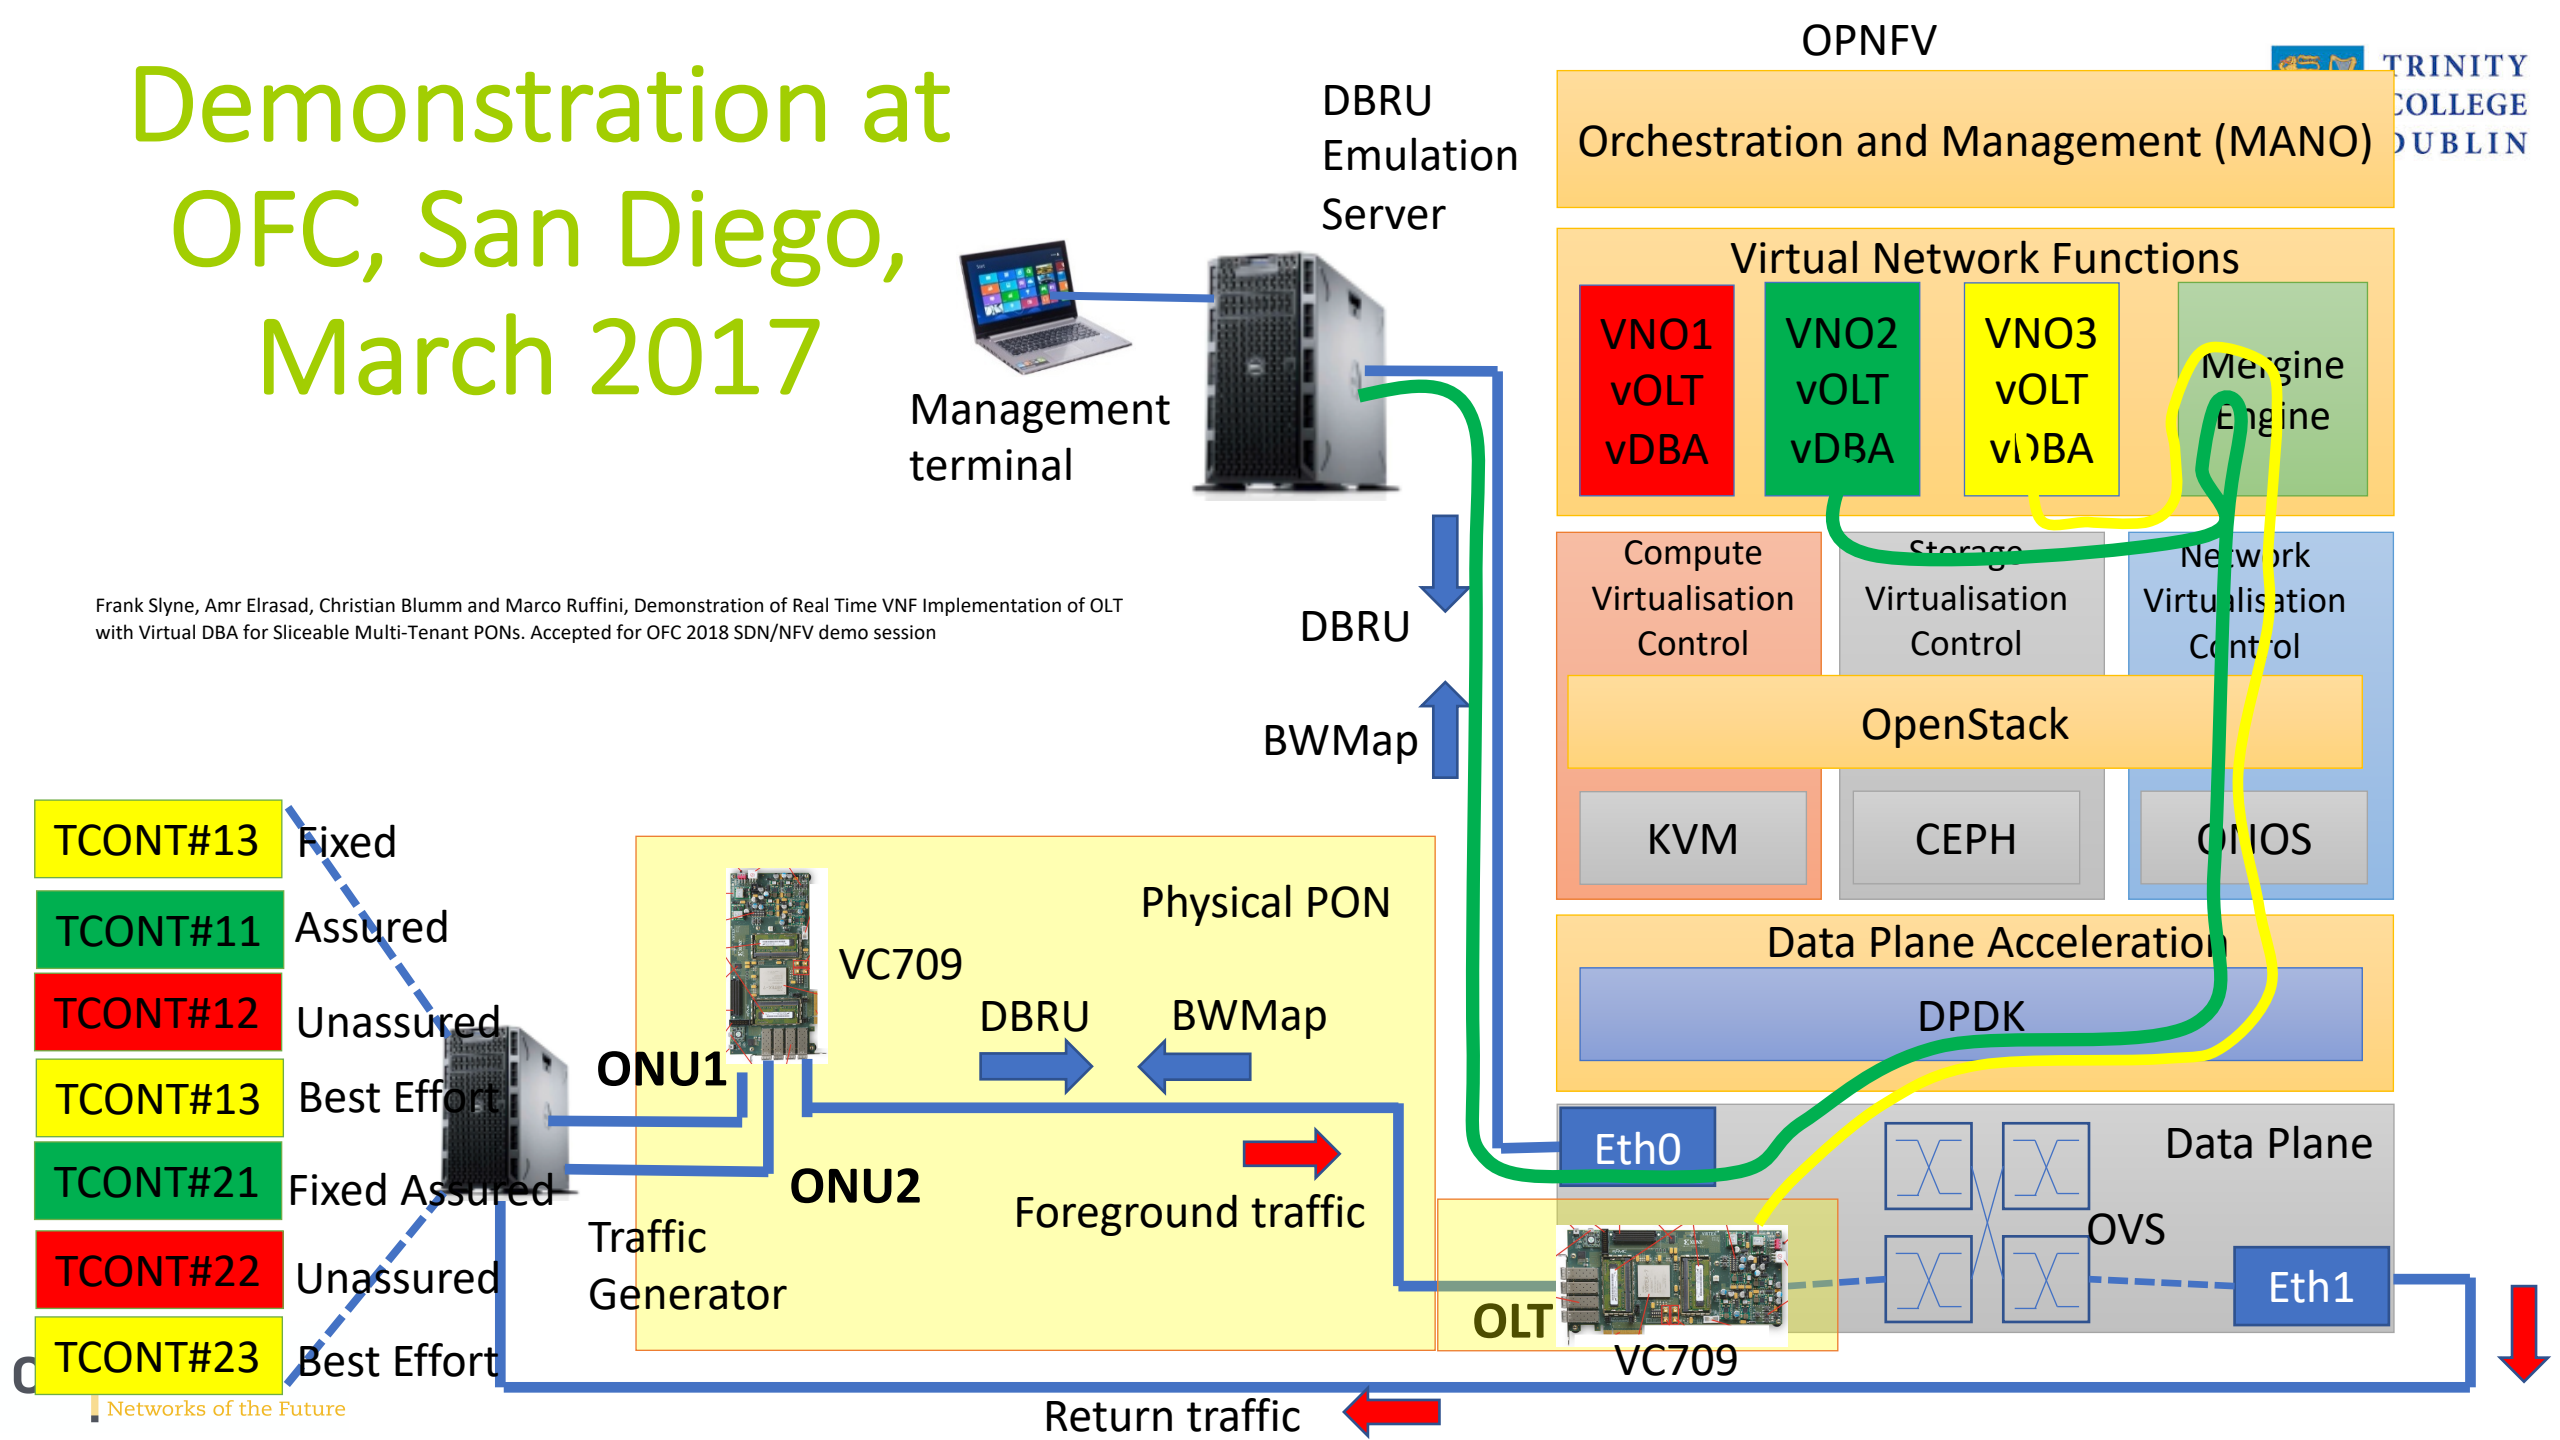 Demonstration at
OFC, San Diego,
March 2017
OPNFV
TRINITY
COLLEGE
DUBLIN
DBRU
Emulation
Server
Orchestration and Management (MANO)
Management
terminal
Virtual Network Functions
VNO1
vOLT
vDBA
VNO2
vOLT
vDBA
VNO3
vOLT
vDBA
Mergine
Engine
Frank Slyne, Amr Elrasad, Christian Blumm and Marco Ruffini, Demonstration of Real Time VNF Implementation of OLT
with Virtual DBA for Sliceable Multi-Tenant PONs. Accepted for OFC 2018 SDN/NFV demo session
DBRU
BWMap
Compute
Virtualisation
Control
Storage
Virtualisation
Control
Network
Virtualisation
Control
OpenStack
KVM
CEPH
ONOS
Data Plane Acceleration
DPDK
TCONT#13 Fixed
TCONT#11 Assured
TCONT#12 Unassured
TCONT#13 Best Effort
TCONT#21 Fixed Assured
TCONT#22 Unassured
TCONT#23 Best Effort
Physical PON
VC709
DBRU
BWMap
ONU1
ONU2
Foreground traffic
Traffic
Generator
Eth0
Data Plane
OVS
Eth1
OLT
VC709
Return traffic
Networks of the Future